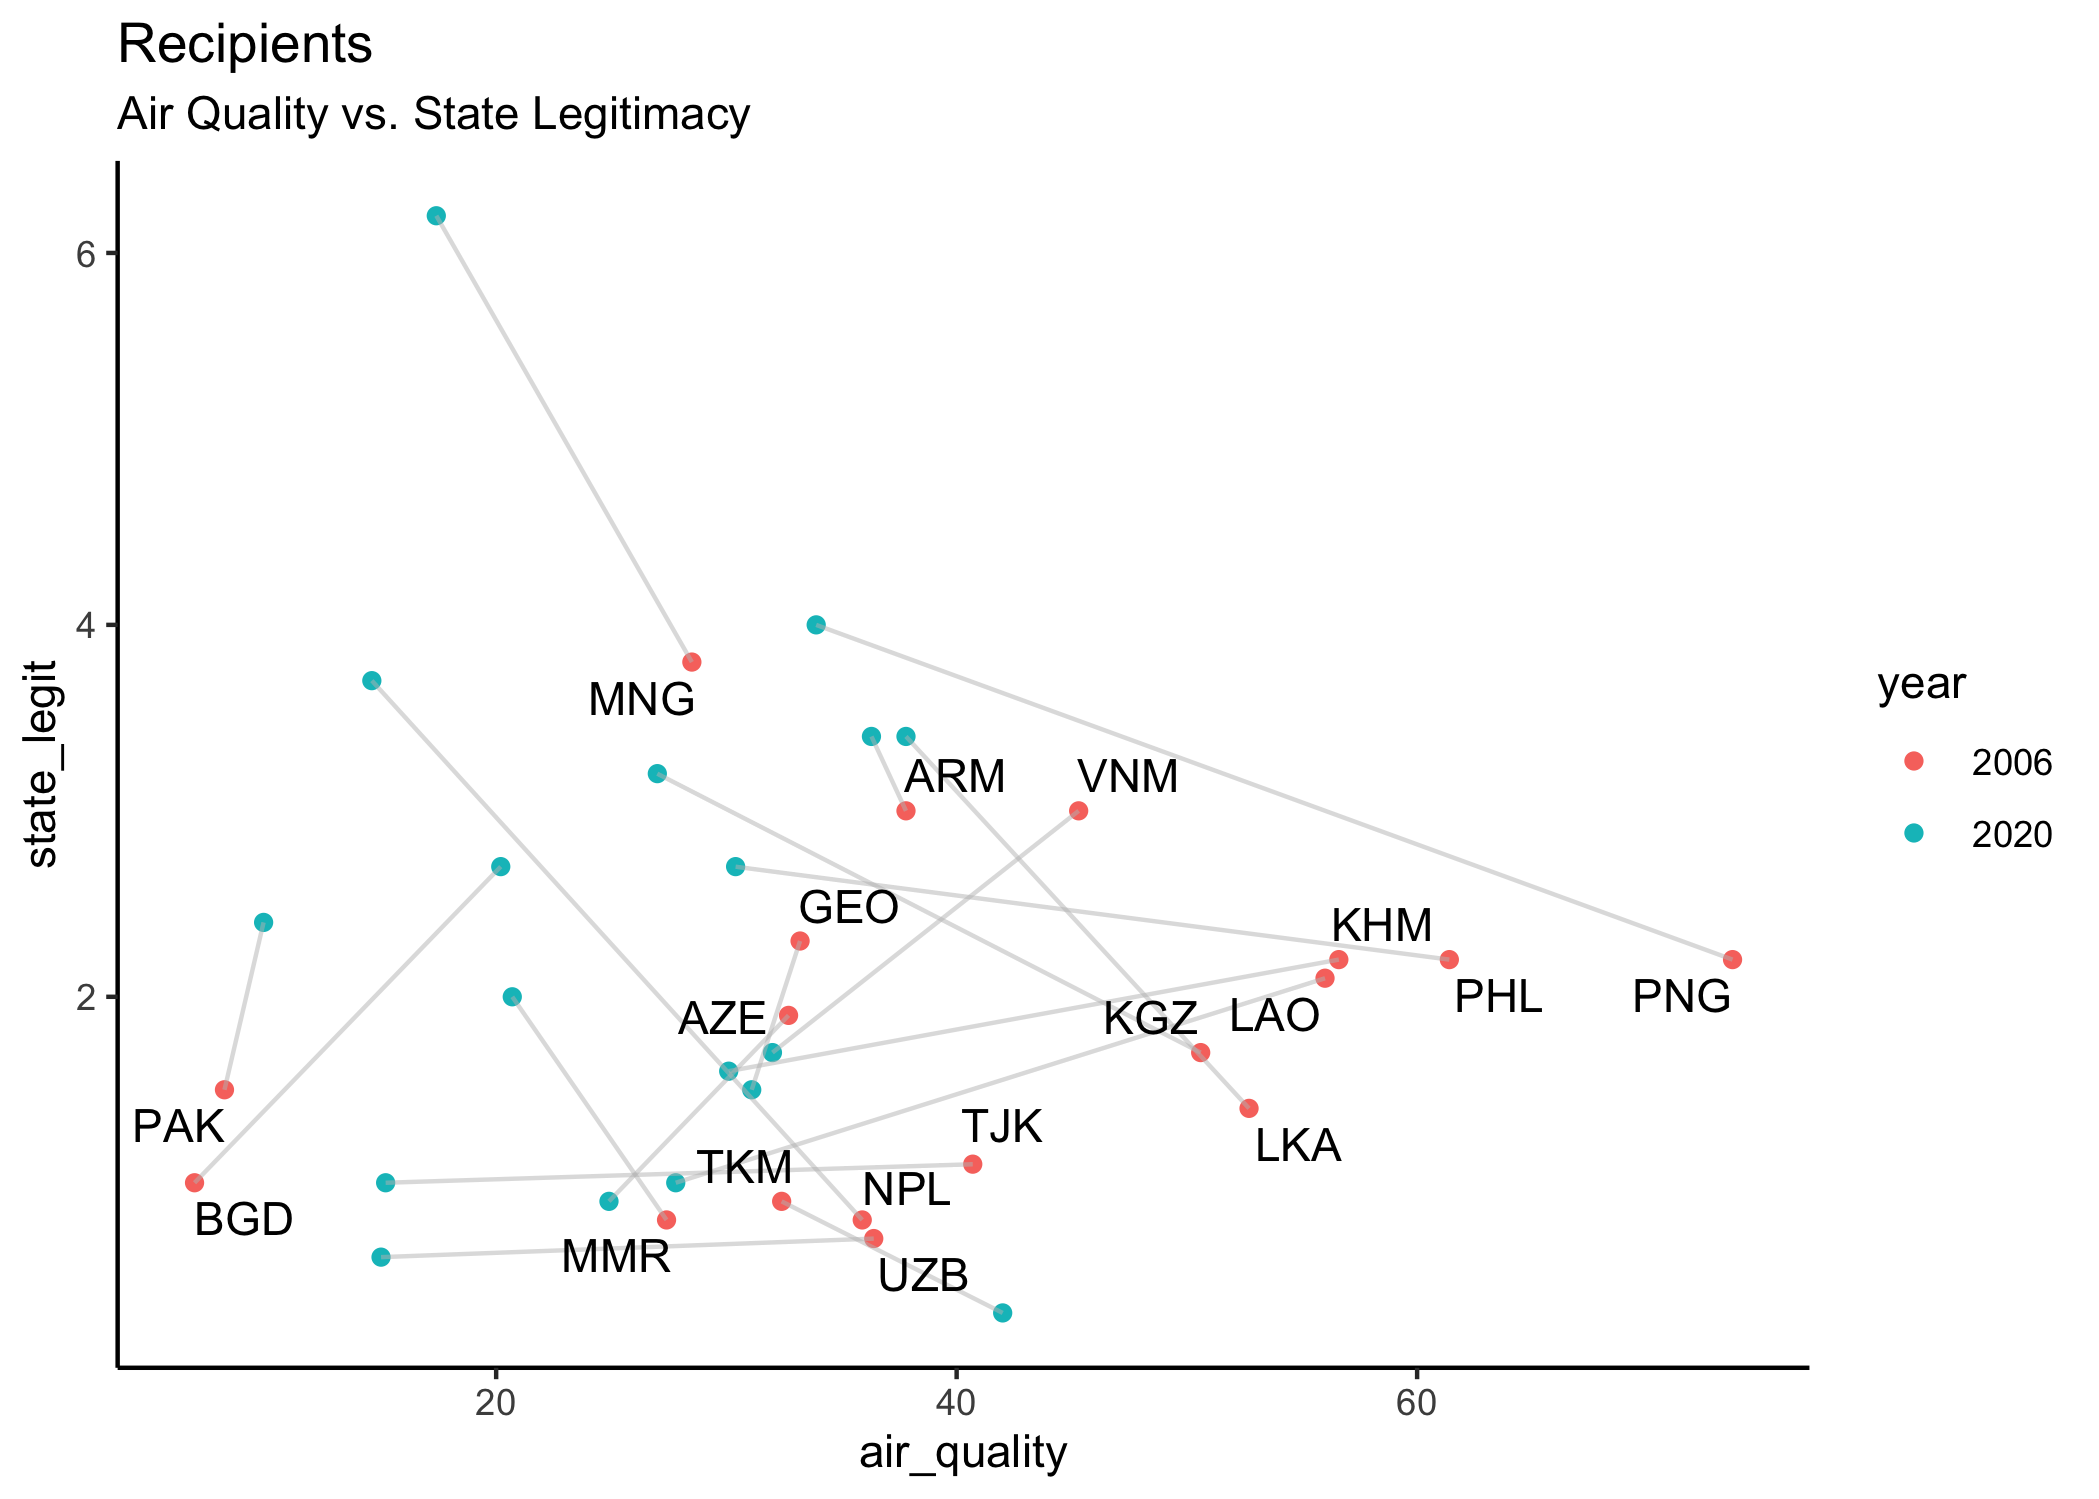 Recipients
Air Quality vs. State Legitimacy
6
4
2
state_legit
MNG
ARM
VNM
GEO
KHM
AZE
KGZ
LAO
PHL
PNG
PAK
TJK
LKA
TKM
NPL
BGD
MMR
UZB
20
40
60
air_quality
year
2006
2020